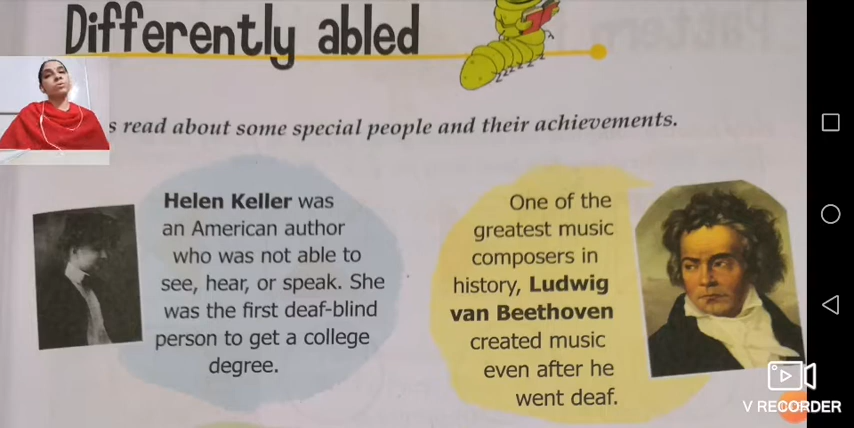 Differently abled
s read about some special people and their achievements.
Helen Keller was
an American author
who was not able to
see, hear, or speak. She
was the first deaf-blind
person to get a college
degree.
One of the
greatest music
composers in
history, Ludwig
van Beethoven
created music
even after he
went deaf.
V RECORDER